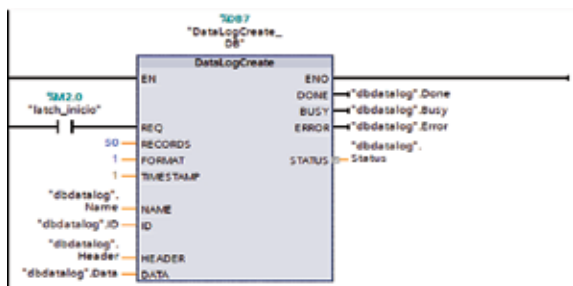 %DB7
"DataLogCreate_
DB"
DataLogCreate
EN ENO
DONE "dbdatalog".Done
%M2.0
"latch_inicio"
BUSY "dbdatalog".Busy
REQ ERROR "dbdatalog".Error
50 RECORDS
"dbdatalog".
1 FORMAT STATUS Status
1 TIMESTAMP
"dbdatalog".
Name NAME
"dbdatalog".ID ID
"dbdatalog".
Header HEADER
"dbdatalog".Data DATA